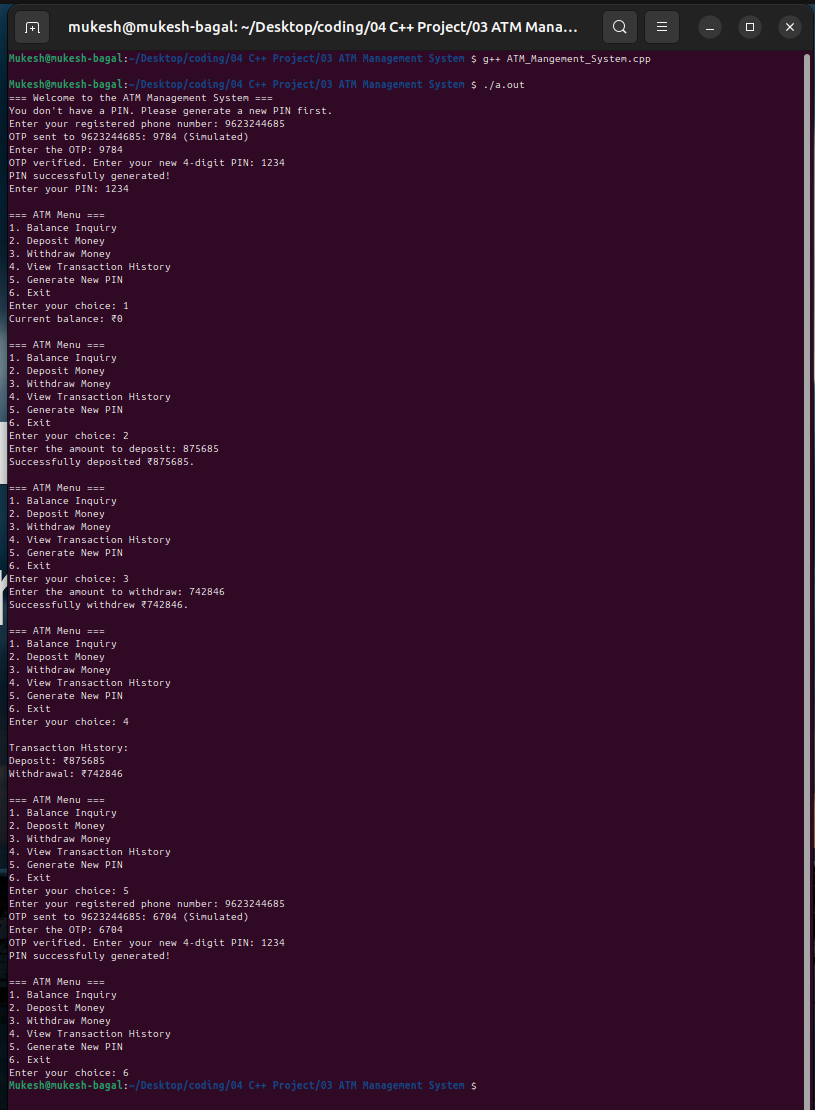 mukesh@mukesh-bagal: ~/Desktop/coding/04 C++ Project/03 ATM Mana...
Mukesh@mukesh-bagal:~/Desktop/coding/04 C++ Project/03 ATM Management System $ g++ ATM_Mangement_System.cpp
Mukesh@mukesh-bagal:~/Desktop/coding/04 C++ Project/03 ATM Management System $ ./a.out
=== Welcome to the ATM Management System ===
You don't have a PIN. Please generate a new PIN first.
Enter your registered phone number: 9623244685
OTP sent to 9623244685: 9784 (Simulated)
Enter the OTP: 9784
OTP verified. Enter your new 4-digit PIN: 1234
PIN successfully generated!
Enter your PIN: 1234
=== ATM Menu ===
1. Balance Inquiry
2. Deposit Money
3. Withdraw Money
4. View Transaction History
5. Generate New PIN
6. Exit
Enter your choice: 1
Current balance: ₹0
=== ATM Menu ===
1. Balance Inquiry
2. Deposit Money
3. Withdraw Money
4. View Transaction History
5. Generate New PIN
6. Exit
Enter your choice: 2
Enter the amount to deposit: 875685
Successfully deposited ₹875685.
=== ATM Menu ===
1. Balance Inquiry
2. Deposit Money
3. Withdraw Money
4. View Transaction History
5. Generate New PIN
6. Exit
Enter your choice: 3
Enter the amount to withdraw: 742846
Successfully withdrew ₹742846.
=== ATM Menu ===
1. Balance Inquiry
2. Deposit Money
3. Withdraw Money
4. View Transaction History
5. Generate New PIN
6. Exit
Enter your choice: 4
Transaction History:
Deposit: ₹875685
Withdrawal: ₹742846
=== ATM Menu ===
1. Balance Inquiry
2. Deposit Money
3. Withdraw Money
4. View Transaction History
5. Generate New PIN
6. Exit
Enter your choice: 5
Enter your registered phone number: 9623244685
OTP sent to 9623244685: 6704 (Simulated)
Enter the OTP: 6704
OTP verified. Enter your new 4-digit PIN: 1234
PIN successfully generated!
=== ATM Menu ===
1. Balance Inquiry
2. Deposit Money
3. Withdraw Money
4. View Transaction History
5. Generate New PIN
6. Exit
Enter your choice: 6
Mukesh@mukesh-bagal:~/Desktop/coding/04 C++ Project/03 ATM Management System $